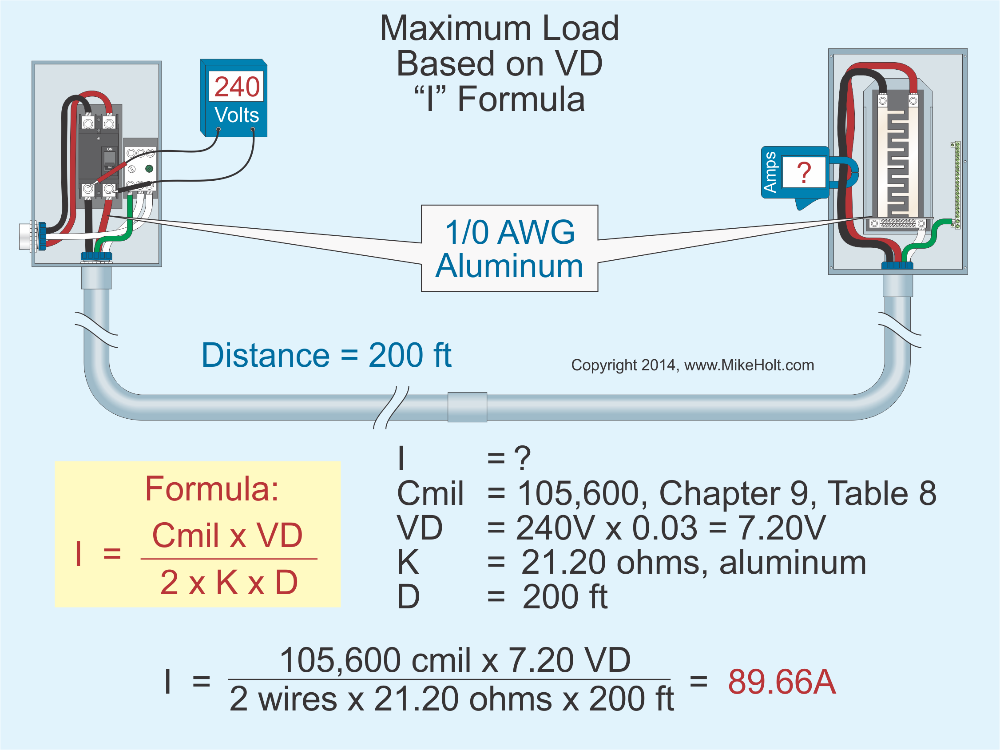 Maximum Load
Based on VD
“I” Formula
240
Volts
ON
Amps
?
1/0 AWG
Aluminum
Distance = 200 ft
Copyright 2014, www.MikeHolt.com
Formula:
I = Cmil x VD
2 x K x D
I = ?
Cmil = 105,600, Chapter 9, Table 8
VD = 240V x 0.03 = 7.20V
K = 21.20 ohms, aluminum
D = 200 ft
I = 105,600 cmil x 7.20 VD
2 wires x 21.20 ohms x 200 ft = 89.66A